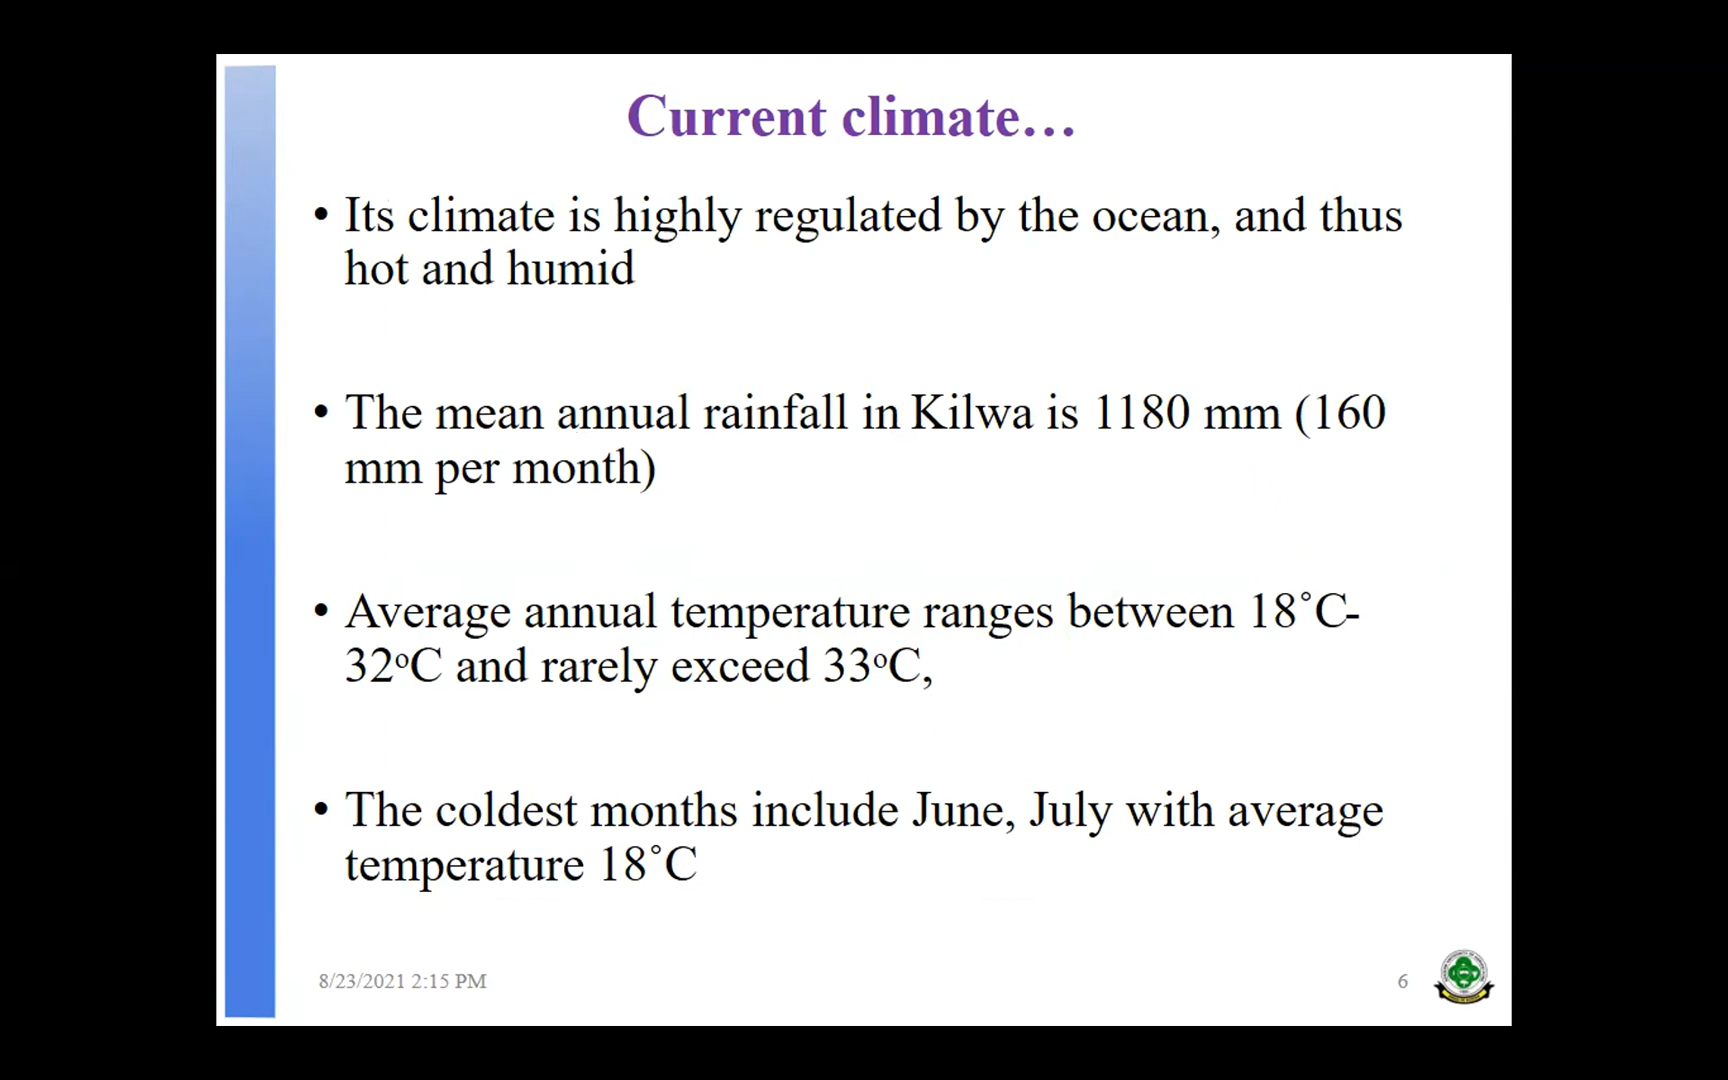 Current climate…
• Its climate is highly regulated by the ocean, and thus
hot and humid
• The mean annual rainfall in Kilwa is 1180 mm (160
mm per month)
• Average annual temperature ranges between 18˚C-
32ᵒC and rarely exceed 33ᵒC,
• The coldest months include June, July with average
temperature 18˚C
8/23/2021 2:15 PM
6